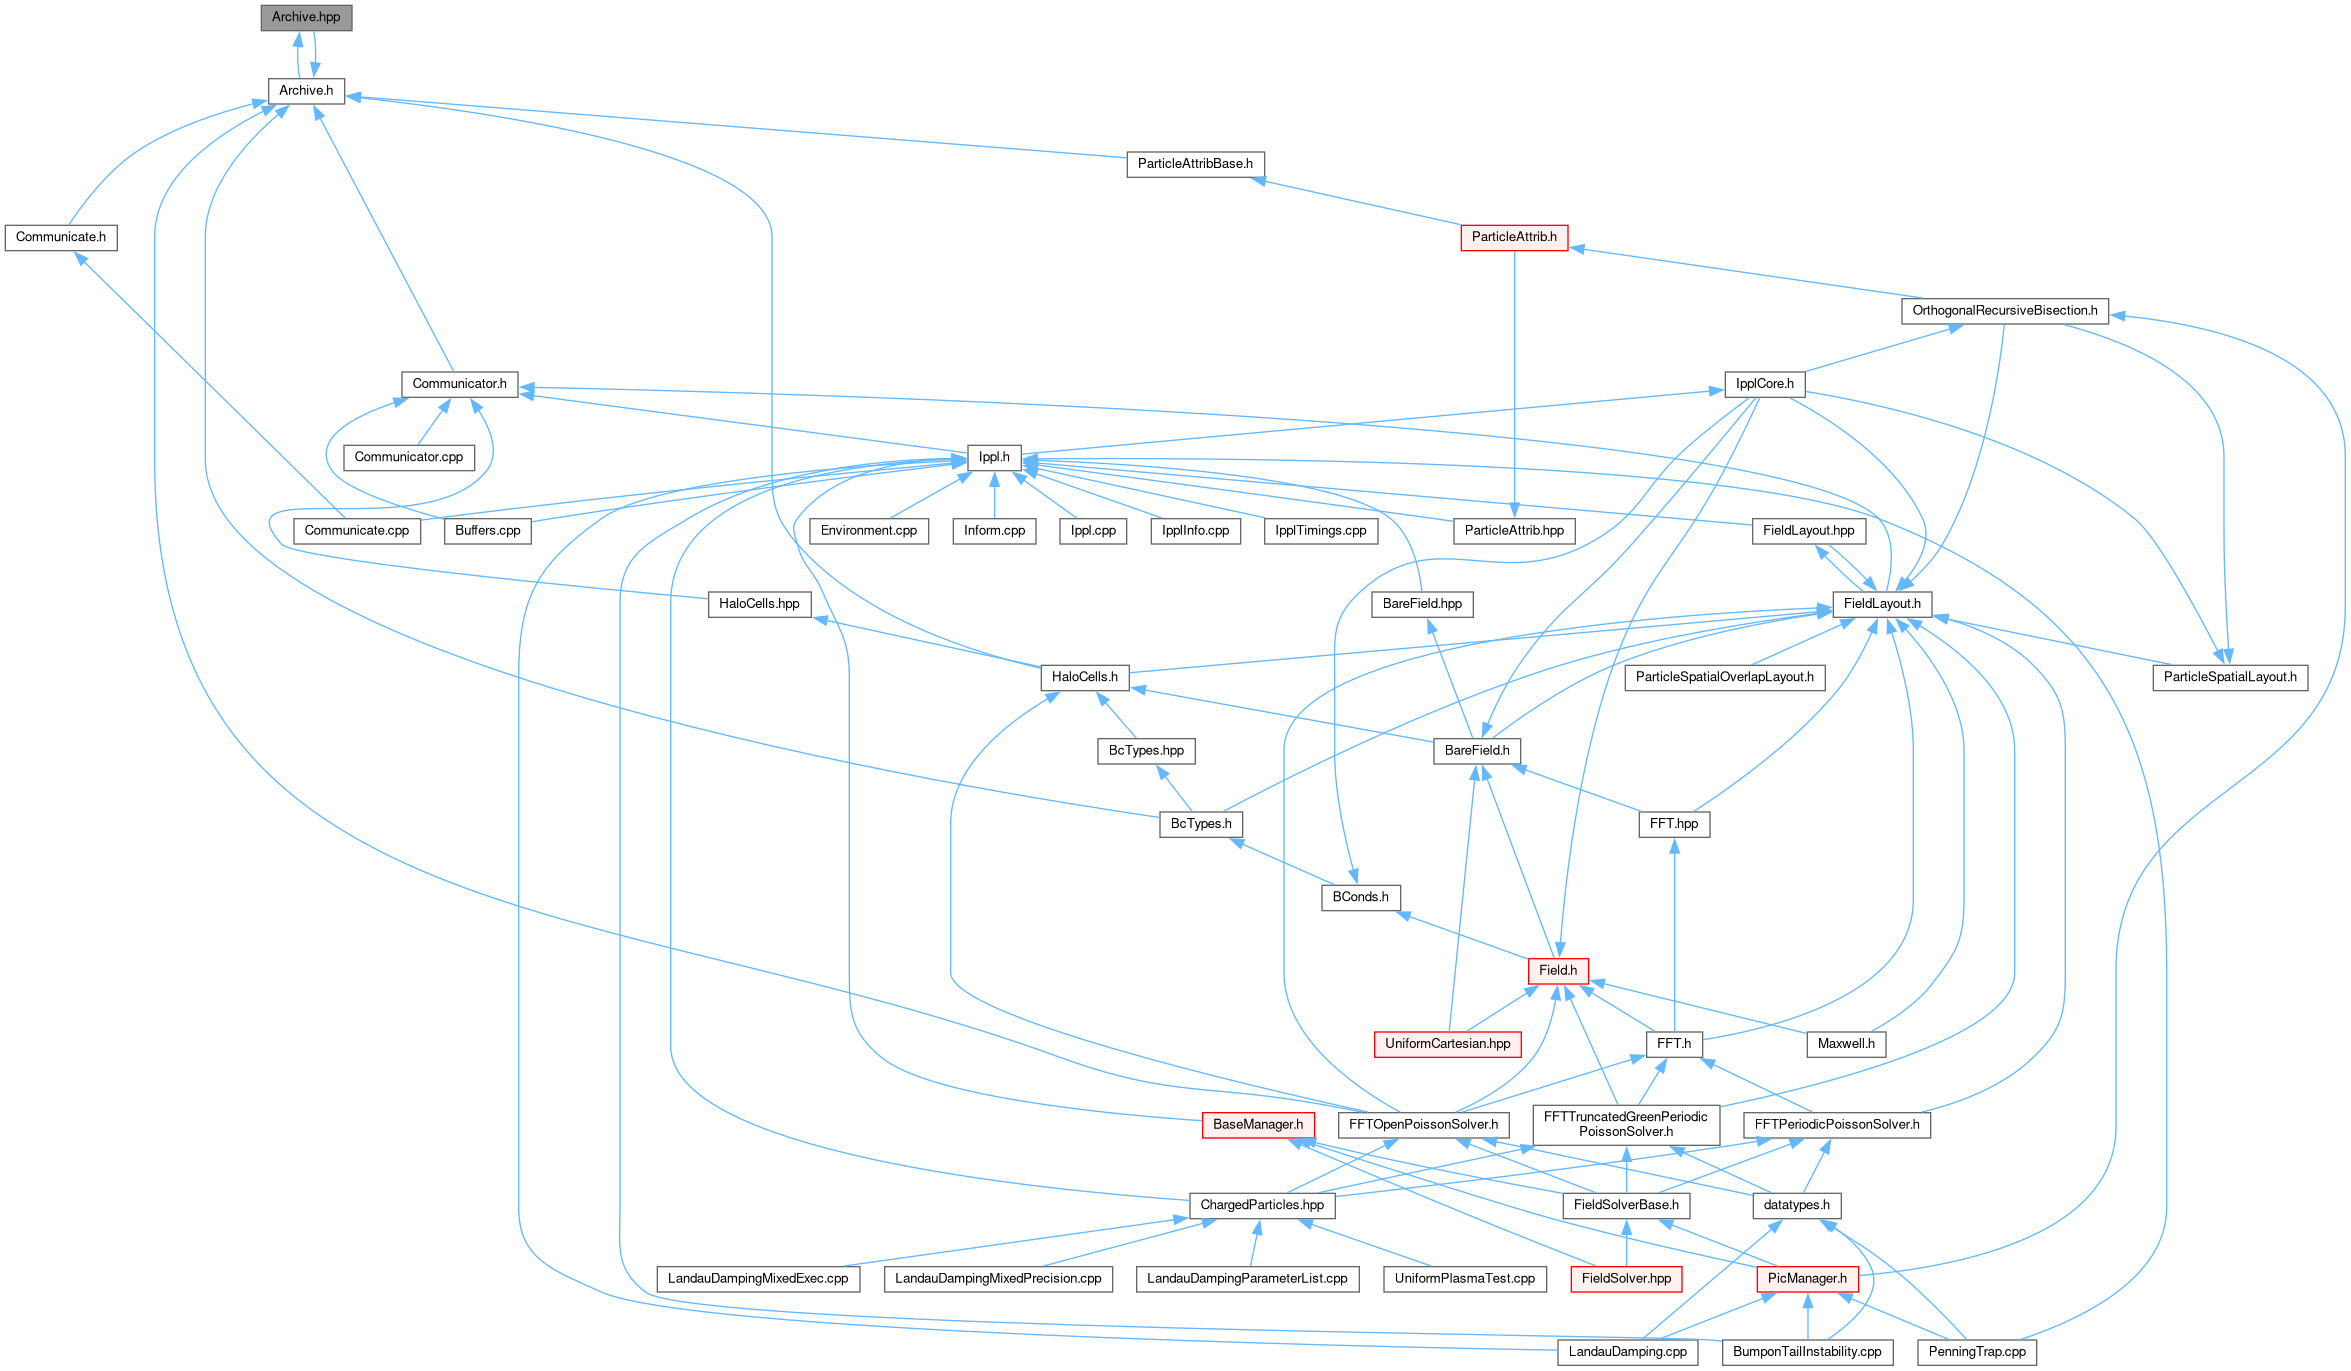 Archive.hpp
Archive.h
ParticleAttribBase.h
Communicate.h
ParticleAttrib.h
OrthogonalRecursiveBisection.h
Communicator.h
IpplCore.h
Communicator.cpp
Ippl.h
Communicate.cpp
Buffers.cpp
Environment.cpp
Inform.cpp
Ippl.cpp
IpplInfo.cpp
IpplTimings.cpp
ParticleAttrib.hpp
FieldLayout.hpp
HaloCells.hpp
BareField.hpp
FieldLayout.h
HaloCells.h
ParticleSpatialOverlapLayout.h
ParticleSpatialLayout.h
BcTypes.hpp
BareField.h
BcTypes.h
FFT.hpp
BConds.h
Field.h
UniformCartesian.hpp
FFT.h
Maxwell.h
BaseManager.h
FFTOpenPoissonSolver.h
FFTTruncatedGreenPeriodic
PoissonSolver.h
FFTPeriodicPoissonSolver.h
ChargedParticles.hpp
FieldSolverBase.h
datatypes.h
LandauDampingMixedExec.cpp
LandauDampingMixedPrecision.cpp
LandauDampingParameterList.cpp
UniformPlasmaTest.cpp
FieldSolver.hpp
PicManager.h
LandauDamping.cpp
BumponTailInstability.cpp
PenningTrap.cpp